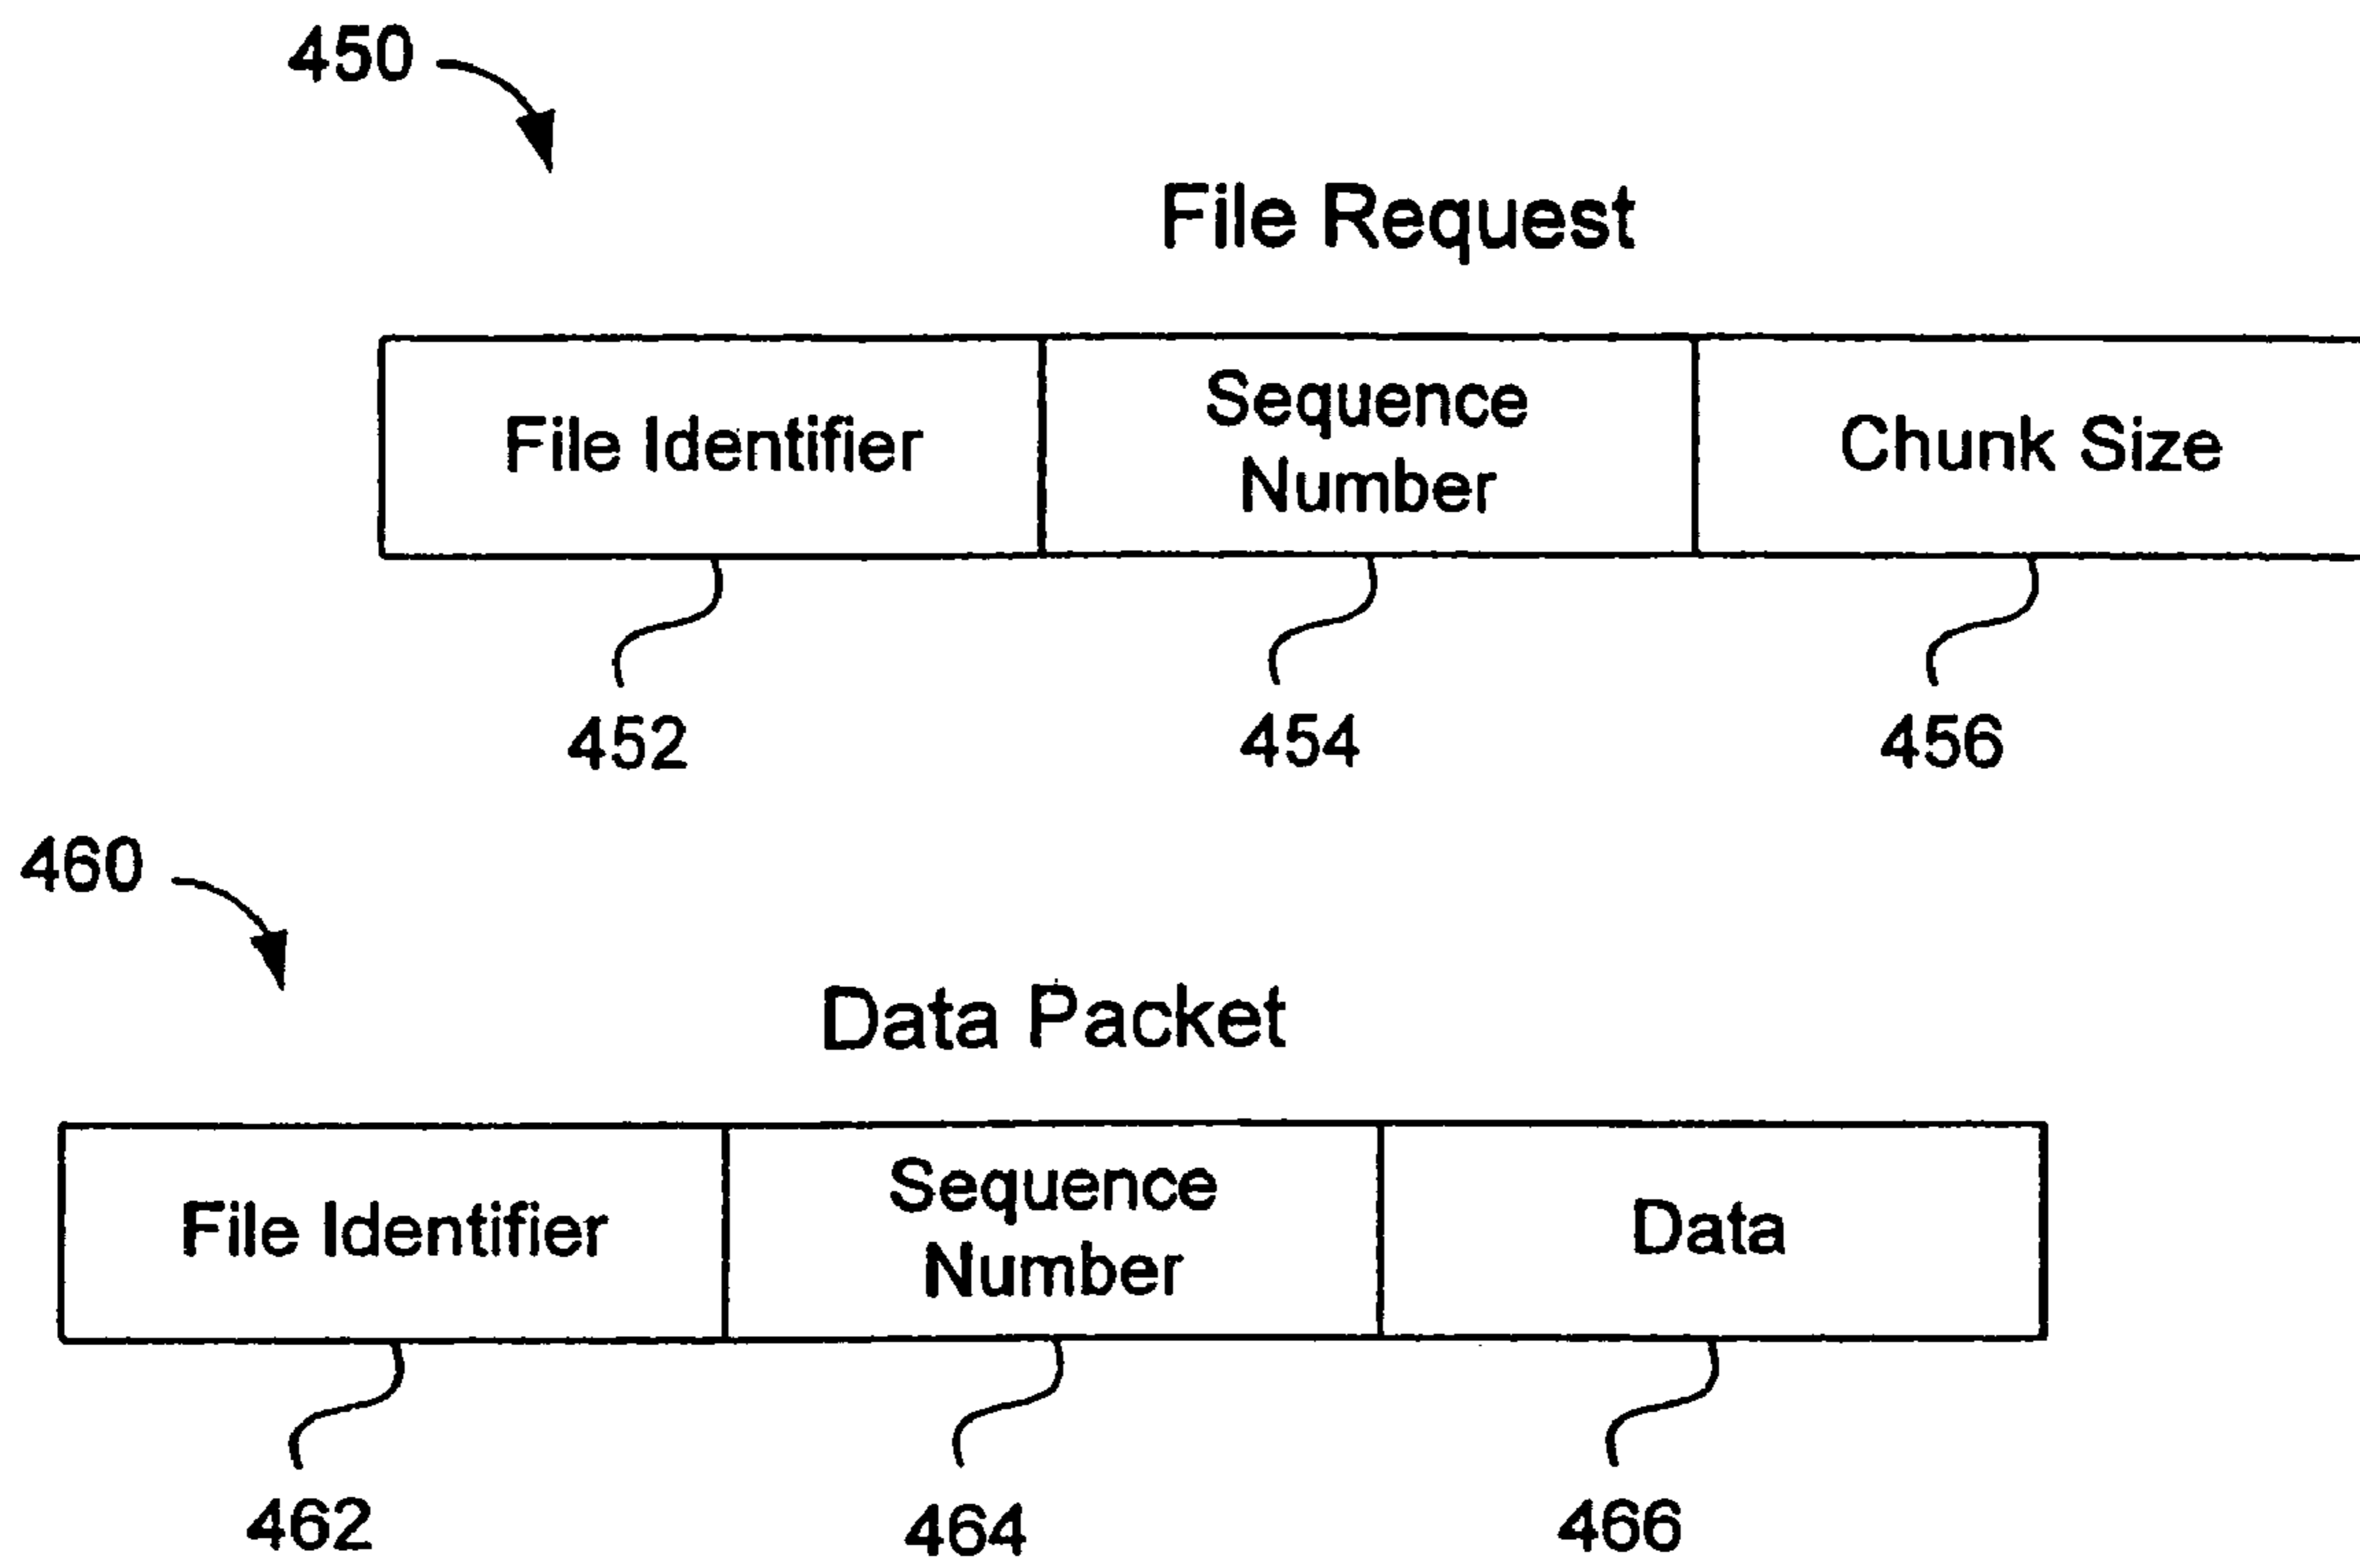 450
File Request
File Identifier
Sequence
Number
Chunk Size
452
454
456
460
Data Packet
File Identifier
Sequence
Number
Data
462
464
466